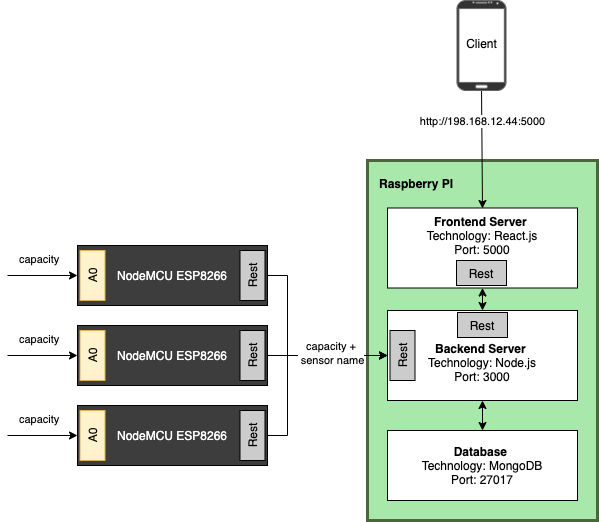 Client
http://198.168.12.44:5000
Raspberry PI
Frontend Server
Technology: React.js
Port: 5000
Rest
Rest
Backend Server
Technology: Node.js
Port: 3000
Rest
Database
Technology: MongoDB
Port: 27017
capacity
A0
NodeMCU ESP8266
Rest
capacity
A0
NodeMCU ESP8266
Rest
capacity +
sensor name
capacity
A0
NodeMCU ESP8266
Rest